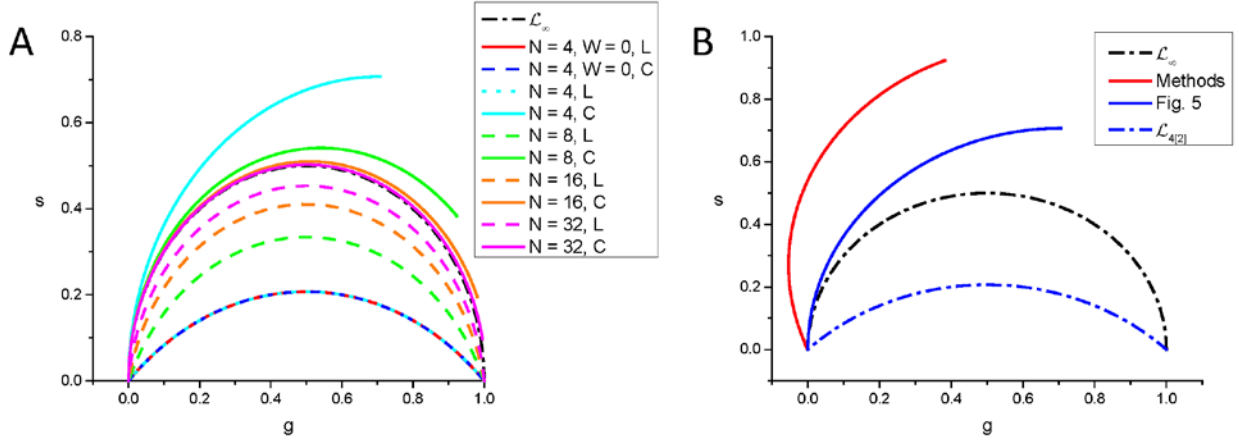 A
ℒ∞
N = 4, W = 0, L
N = 4, W = 0, C
N = 4, L
N = 4, C
N = 8, L
N = 8, C
N = 16, L
N = 16, C
N = 32, L
N = 32, C
0.8
0.6
0.4
0.2
0.0
s
0.0 0.2 0.4 0.6 0.8 1.0
g
B
ℒ∞
Methods
Fig. 5
ℒ4[2]
1.0
0.8
0.6
0.4
0.2
0.0
s
0.0 0.2 0.4 0.6 0.8 1.0
g